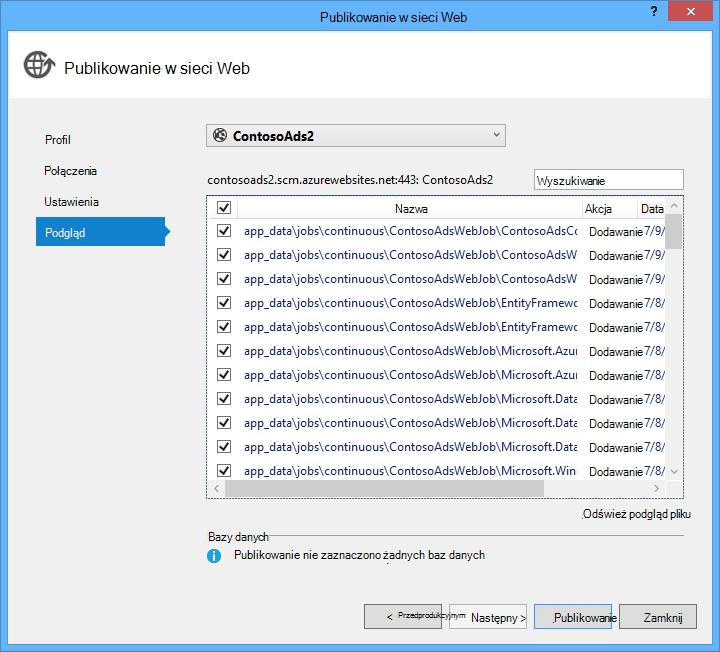 Publikowanie w sieci Web
?
Publikowanie w sieci Web
Profil
Połączenia
Ustawienia
Podgląd
ContosoAds2
contosoads2.scm.azurewebsites.net:443: ContosoAds2
Wyszukiwanie
Nazwa Akcja Data
app_data\jobs\continuous\ContosoAdsWebJob\ContosoAdsCo Dodawanie 7/9/
app_data\jobs\continuous\ContosoAdsWebJob\ContosoAdsW Dodawanie 7/9/
app_data\jobs\continuous\ContosoAdsWebJob\ContosoAdsW Dodawanie 7/9/
app_data\jobs\continuous\ContosoAdsWebJob\EntityFramewo Dodawanie 7/8/
app_data\jobs\continuous\ContosoAdsWebJob\EntityFramewo Dodawanie 7/8/
app_data\jobs\continuous\ContosoAdsWebJob\Microsoft.Azur Dodawanie 7/8/
app_data\jobs\continuous\ContosoAdsWebJob\Microsoft.Azur Dodawanie 7/8/
app_data\jobs\continuous\ContosoAdsWebJob\Microsoft.Data Dodawanie 7/8/
app_data\jobs\continuous\ContosoAdsWebJob\Microsoft.Data Dodawanie 7/8/
app_data\jobs\continuous\ContosoAdsWebJob\Microsoft.Data Dodawanie 7/8/
app_data\jobs\continuous\ContosoAdsWebJob\Microsoft.Win Dodawanie 7/8/
.Odśwież podgląd pliku
Bazy danych
Publikowanie nie zaznaczono żadnych baz danych
< Przedprodukcyjnym
Następny >
.Publikowanie
Zamknij